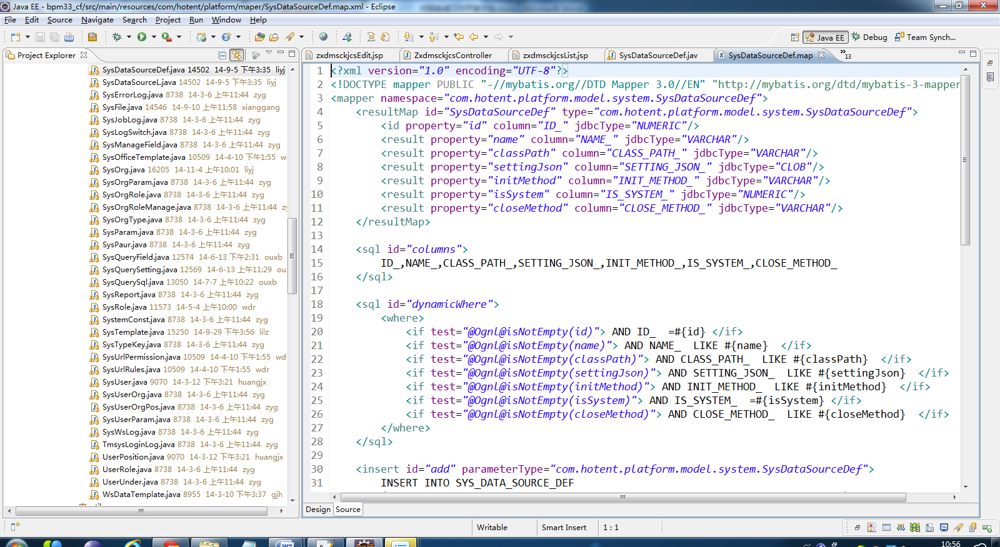 Java EE - bpm33_cf/src/main/resources/com/hotent/platform/maper/SysDataSourceDef.map.xml - Eclipse
File Edit Source Navigate Search Project Run Window Help
Java EE Debug Team Synch...
Project Explorer
zxdmsckjcsEdit.jsp ZxdmsckjcsController zxdmsckjcsList.jsp SysDataSourceDef.jav SysDataSourceDef.map »13
SysDataSourceDef.java 14502 14-9-5 下午3:35 liyj
SysDataSourceL.java 14502 14-9-5 下午3:35 liyj
SysErrorLog.java 8738 14-3-6 上午11:44 zyg
SysFile.java 14546 14-9-10 上午11:58 xianggang
SysJobLog.java 8738 14-3-6 上午11:44 zyg
SysLogSwitch.java 8738 14-3-6 上午11:44 zyg
SysManageField.java 8738 14-3-6 上午11:44 zyg
SysOfficeTemplate.java 10509 14-4-10 下午1:55
SysOrg.java 16205 14-11-4 上午10:01 liyj
SysOrgParam.java 8738 14-3-6 上午11:44 zyg
SysOrgRole.java 8738 14-3-6 上午11:44 zyg
SysOrgRoleManage.java 8738 14-3-6 上午11:44
SysOrgType.java 8738 14-3-6 上午11:44 zyg
SysParam.java 8738 14-3-6 上午11:44 zyg
SysPaur.java 8738 14-3-6 上午11:44 zyg
SysQueryField.java 12574 14-6-13 下午2:31 ouxb
SysQuerySetting.java 12569 14-6-13 下午11:29 ou
SysQuerySql.java 13050 14-7-7 上午10:22 ouxb
SysReport.java 8738 14-3-6 上午11:44 zyg
SysRole.java 11573 14-5-4 上午10:00 wdr
SystemConst.java 8738 14-3-6 上午11:44 zyg
SysTemplate.java 15250 14-9-29 下午3:56 lilz
SysTypeKey.java 8738 14-3-6 上午11:44 zyg
SysUrlPermission.java 10509 14-4-10 下午1:55 wd
SysUrlRules.java 10509 14-4-10 下午1:55 wdr
SysUser.java 9070 14-3-12 下午3:21 huangjx
SysUserOrg.java 8738 14-3-6 上午11:44 zyg
SysUserOrgPos.java 8738 14-3-6 上午11:44 zyg
SysUserParam.java 8738 14-3-6 上午11:44 zyg
SysWsLog.java 8738 14-3-6 上午11:44 zyg
TmsysLoginLog.java 8738 14-3-6 上午11:44 zyg
UserPosition.java 9070 14-3-12 下午3:21 huangjx
UserRole.java 8738 14-3-6 上午11:44 zyg
UserUnder.java 8738 14-3-6 上午11:44 zyg
WsDataTemplate.java 8955 14-3-10 下午3:37 gjh
1 <?xml version="1.0" encoding="UTF-8"?>
2 <!DOCTYPE mapper PUBLIC "-//mybatis.org//DTD Mapper 3.0//EN" "http://mybatis.org/dtd/mybatis-3-mapper
3 <mapper namespace="com.hotent.platform.model.system.SysDataSourceDef">
4 <resultMap id="SysDataSourceDef" type="com.hotent.platform.model.system.SysDataSourceDef">
5 <id property="id" column="ID_" jdbcType="NUMERIC"/>
6 <result property="name" column="NAME_" jdbcType="VARCHAR"/>
7 <result property="classPath" column="CLASS_PATH_" jdbcType="VARCHAR"/>
8 <result property="settingJson" column="SETTING_JSON_" jdbcType="CLOB"/>
9 <result property="initMethod" column="INIT_METHOD_" jdbcType="VARCHAR"/>
10 <result property="isSystem" column="IS_SYSTEM_" jdbcType="NUMERIC"/>
11 <result property="closeMethod" column="CLOSE_METHOD_" jdbcType="VARCHAR"/>
12 </resultMap>
13
14 <sql id="columns">
15 ID_,NAME_,CLASS_PATH_,SETTING_JSON_,INIT_METHOD_,IS_SYSTEM_,CLOSE_METHOD_
16 </sql>
17
18 <sql id="dynamicWhere">
19 <where>
20 <if test="@Ognl@isNotEmpty(id)"> AND ID_ =#{id} </if>
21 <if test="@Ognl@isNotEmpty(name)"> AND NAME_ LIKE #{name} </if>
22 <if test="@Ognl@isNotEmpty(classPath)"> AND CLASS_PATH_ LIKE #{classPath} </if>
23 <if test="@Ognl@isNotEmpty(settingJson)"> AND SETTING_JSON_ LIKE #{settingJson} </if>
24 <if test="@Ognl@isNotEmpty(initMethod)"> AND INIT_METHOD_ LIKE #{initMethod} </if>
25 <if test="@Ognl@isNotEmpty(isSystem)"> AND IS_SYSTEM_ =#{isSystem} </if>
26 <if test="@Ognl@isNotEmpty(closeMethod)"> AND CLOSE_METHOD_ LIKE #{closeMethod} </if>
27 </where>
28 </sql>
29
30 <insert id="add" parameterType="com.hotent.platform.model.system.SysDataSourceDef">
31 INSERT INTO SYS_DATA_SOURCE_DEF
Design Source
Writable Smart Insert 1 : 1
10:56